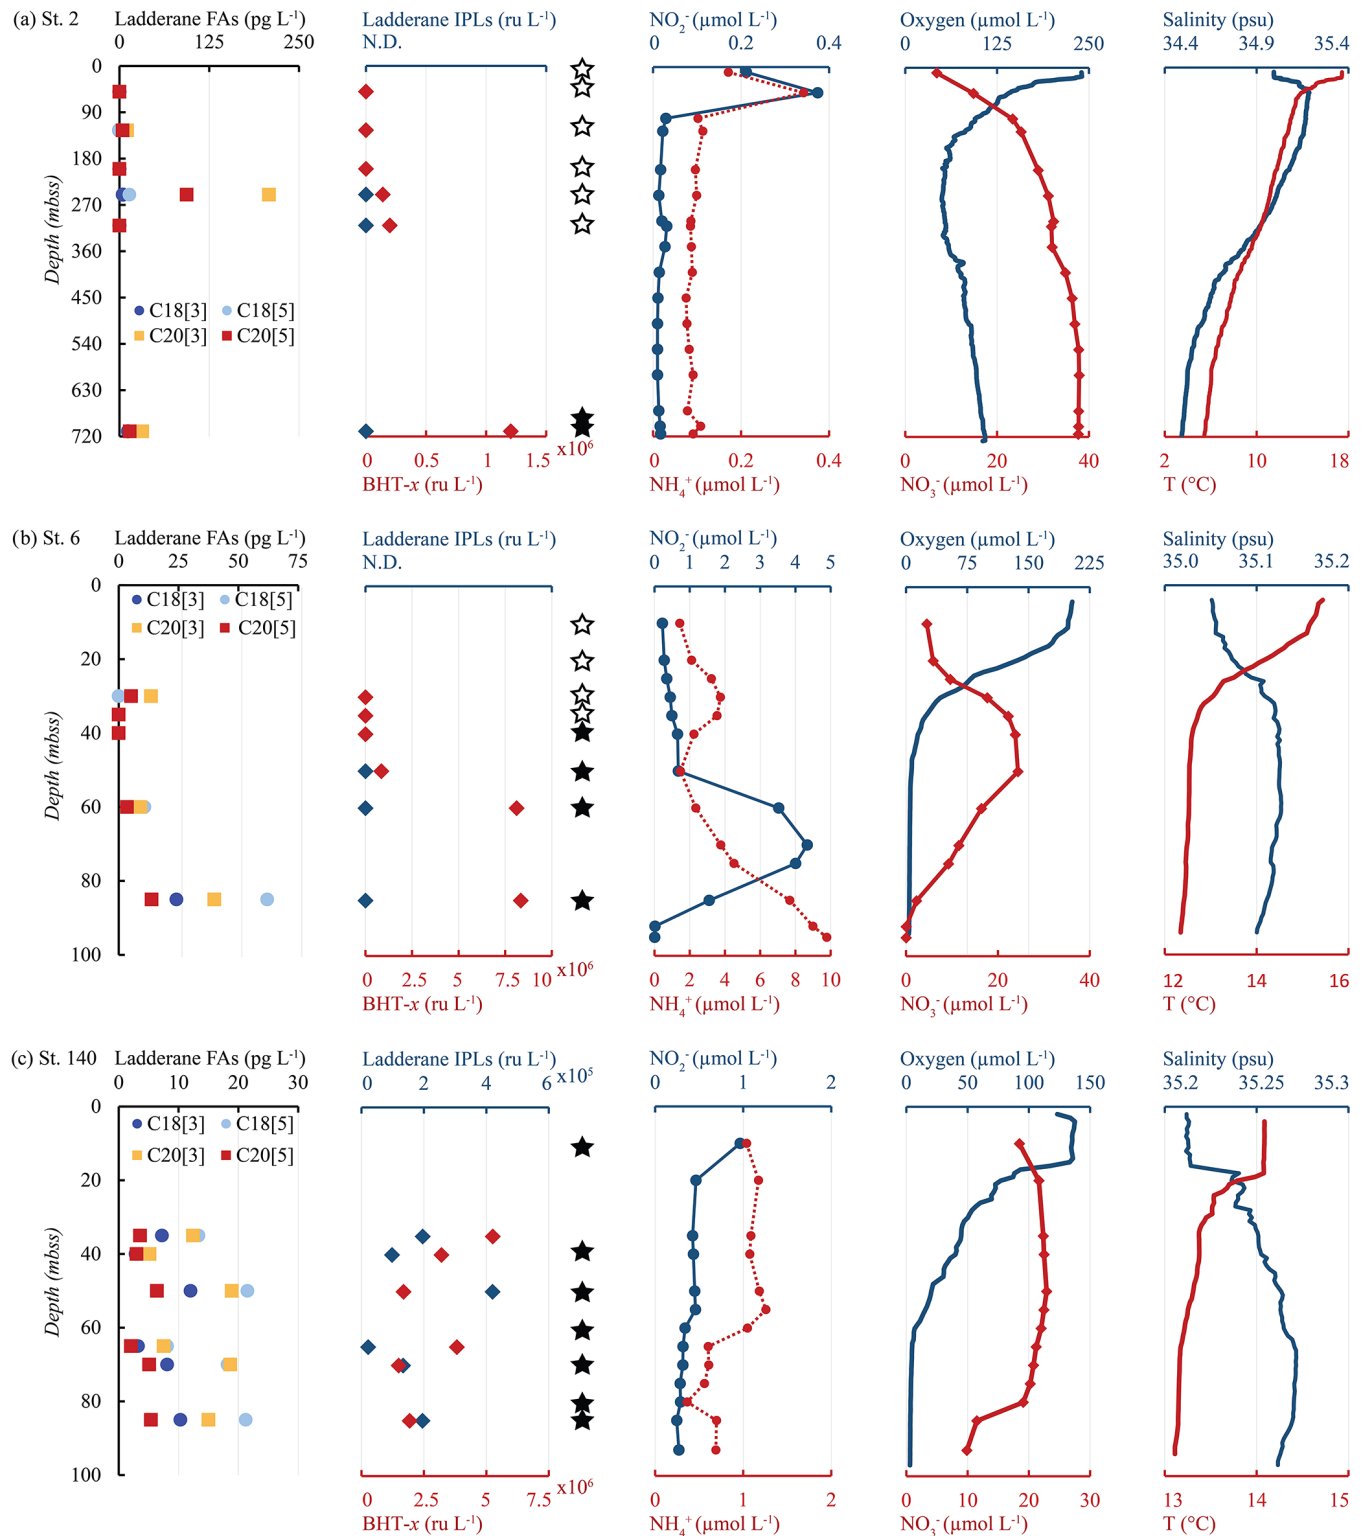 (a) St. 2 Ladderane FAs (pg L⁻¹) Ladderane IPLs (ru L⁻¹) NO₂⁻ (µmol L⁻¹) Oxygen (µmol L⁻¹) Salinity (psu)
0 125 250 N.D. 0 0.2 0.4 0 125 250 34.4 34.9 35.4
0
90
180
270
360
450
540
630
720
Depth (mbss)
C18[3] C18[5]
C20[3] C20[5]
0 0.5 1 1.5 x10⁶ 0 0.2 0.4 0 20 40 2 10 18
BHT-x (ru L⁻¹) NH₄⁺ (µmol L⁻¹) NO₃⁻ (µmol L⁻¹) T (°C)
(b) St. 6 Ladderane FAs (pg L⁻¹) Ladderane IPLs (ru L⁻¹) NO₂⁻ (µmol L⁻¹) Oxygen (µmol L⁻¹) Salinity (psu)
0 25 50 75 N.D. 0 1 2 3 4 5 0 75 150 225 35.0 35.1 35.2
0
20
40
60
80
100
Depth (mbss)
C18[3] C18[5]
C20[3] C20[5]
0 2.5 5 7.5 10 x10⁶ 0 2 4 6 8 10 0 20 40 12 14 16
BHT-x (ru L⁻¹) NH₄⁺ (µmol L⁻¹) NO₃⁻ (µmol L⁻¹) T (°C)
(c) St. 140 Ladderane FAs (pg L⁻¹) Ladderane IPLs (ru L⁻¹) NO₂⁻ (µmol L⁻¹) Oxygen (µmol L⁻¹) Salinity (psu)
0 10 20 30 0 2 4 6 x10⁵ 0 1 2 0 50 100 150 35.2 35.25 35.3
0
20
40
60
80
100
Depth (mbss)
C18[3] C18[5]
C20[3] C20[5]
0 2.5 5 7.5 x10⁶ 0 1 2 0 10 20 30 13 14 15
BHT-x (ru L⁻¹) NH₄⁺ (µmol L⁻¹) NO₃⁻ (µmol L⁻¹) T (°C)